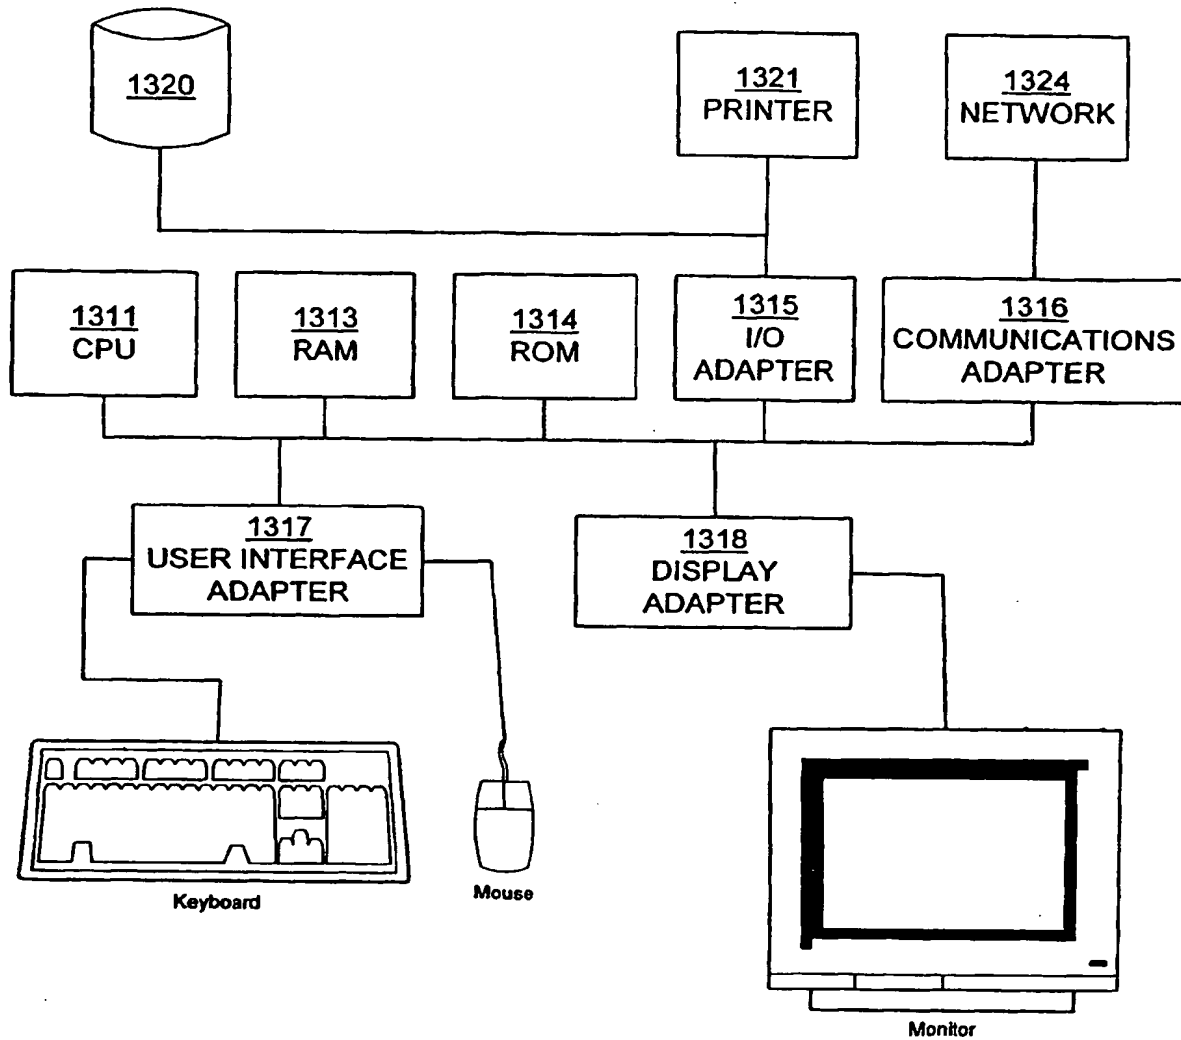 1320
1321
PRINTER
1324
NETWORK
1311
CPU
1313
RAM
1314
ROM
1315
I/O
ADAPTER
1316
COMMUNICATIONS
ADAPTER
1317
USER INTERFACE
ADAPTER
1318
DISPLAY
ADAPTER
Keyboard
Mouse
Monitor